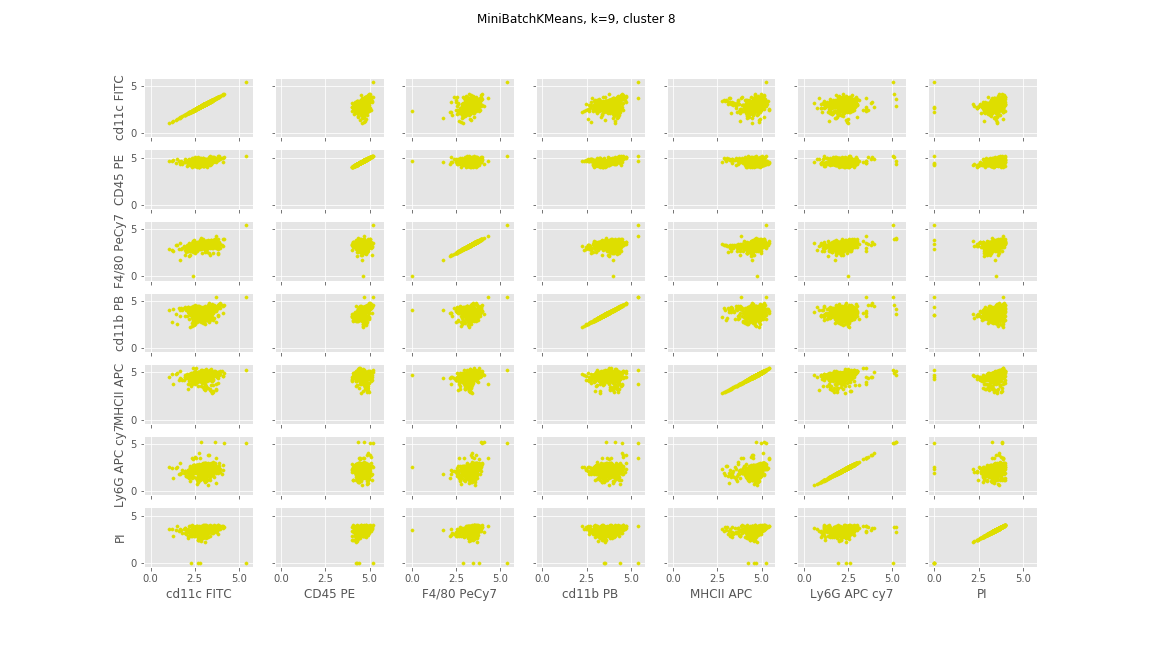 MiniBatchKMeans, k=9, cluster 8
cd11c FITC
5
0
CD45 PE
5
0
F4/80 PeCy7
5
0
cd11b PB
5
0
MHCII APC
5
0
Ly6G APC cy7
5
0
PI
5
0
0.0 2.5 5.0 0.0 2.5 5.0 0.0 2.5 5.0 0.0 2.5 5.0 0.0 2.5 5.0 0.0 2.5 5.0 0.0 2.5 5.0
cd11c FITC CD45 PE F4/80 PeCy7 cd11b PB MHCII APC Ly6G APC cy7 PI